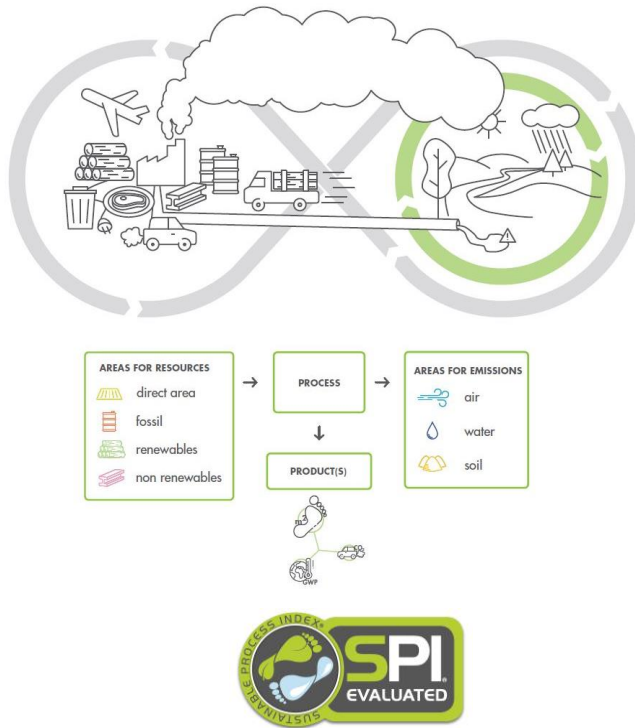 AREAS FOR RESOURCES
direct area
fossil
renewables
non renewables
PROCESS
PRODUCT(S)
AREAS FOR EMISSIONS
air
water
soil
m²
GWP
SUSTAINABLE PROCESS INDEX®
SPI®
EVALUATED